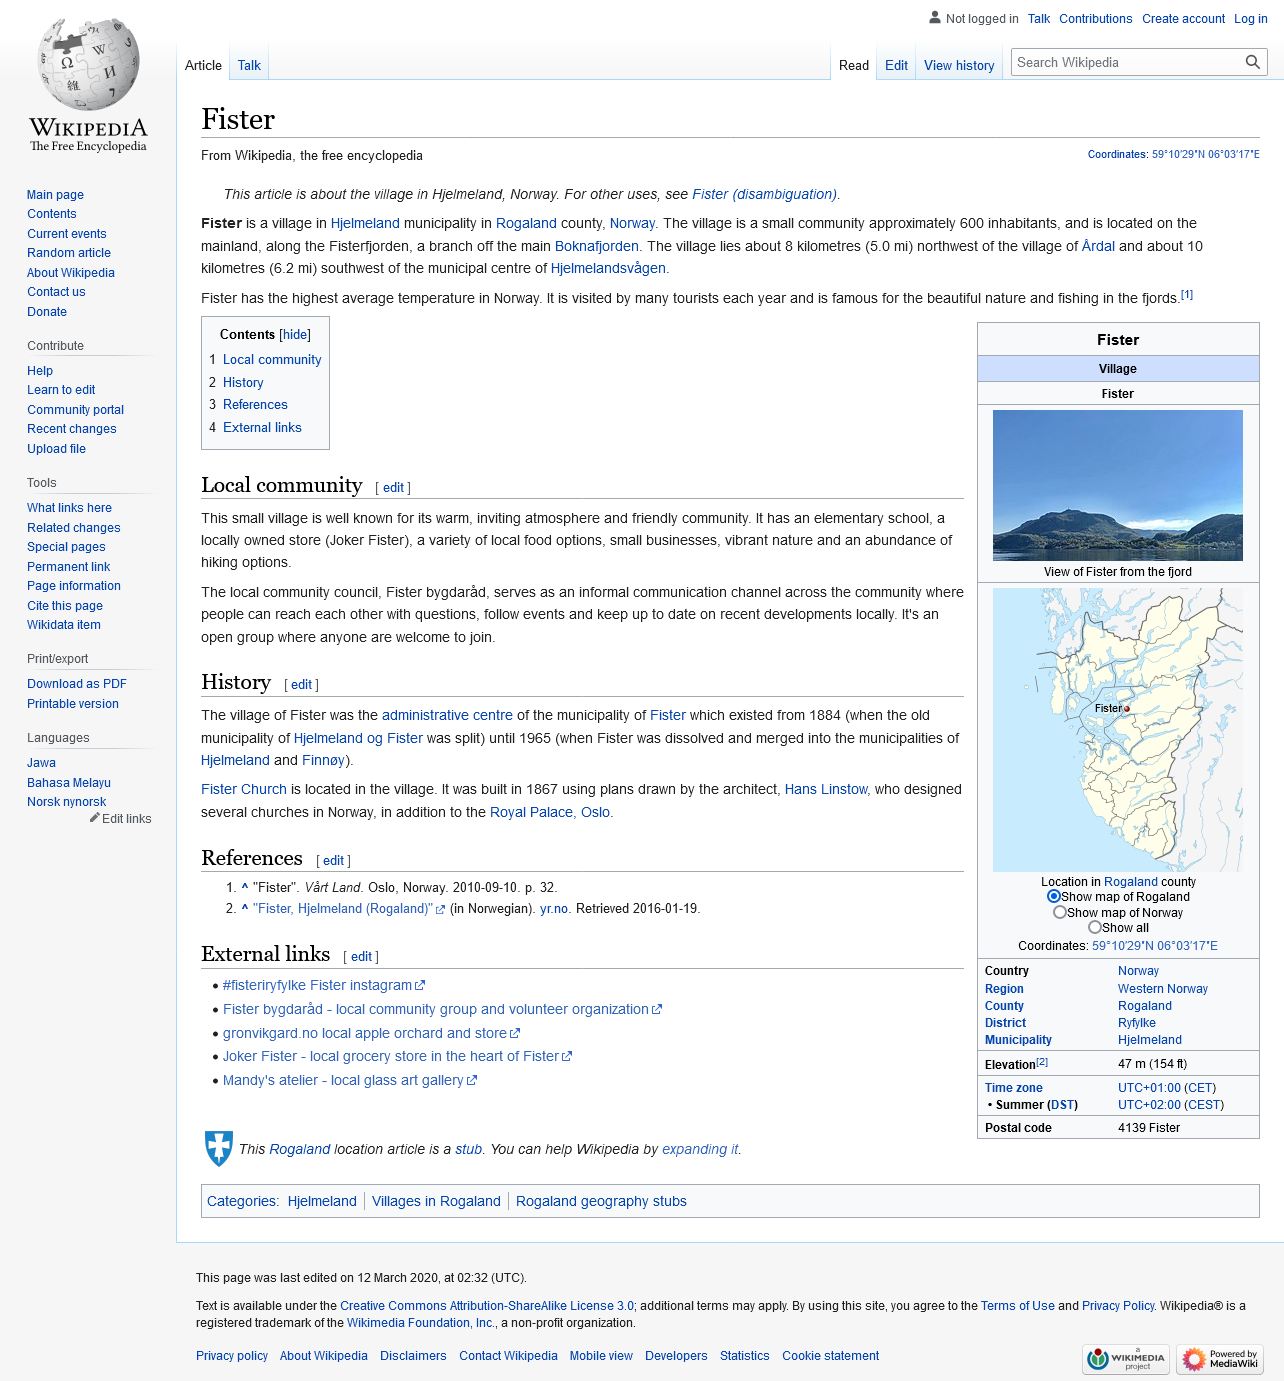 Not logged in Talk Contributions Create account Log in
Article Talk Read Edit View history Search Wikipedia
WIKIPEDIA
The Free Encyclopedia
Main page
Contents
Current events
Random article
About Wikipedia
Contact us
Donate
Contribute
Help
Learn to edit
Community portal
Recent changes
Upload file
Tools
What links here
Related changes
Special pages
Permanent link
Page information
Cite this page
Wikidata item
Print/export
Download as PDF
Printable version
Languages
Jawa
Bahasa Melayu
Norsk nynorsk
Edit links
Fister
From Wikipedia, the free encyclopedia
Coordinates: 59°10′29″N 06°03′17″E
This article is about the village in Hjelmeland, Norway. For other uses, see Fister (disambiguation).
Fister is a village in Hjelmeland municipality in Rogaland county, Norway. The village is a small community approximately 600 inhabitants, and is located on the
mainland, along the Fisterfjorden, a branch off the main Boknafjorden. The village lies about 8 kilometres (5.0 mi) northwest of the village of Årdal and about 10
kilometres (6.2 mi) southwest of the municipal centre of Hjelmelandsvågen.
Fister has the highest average temperature in Norway. It is visited by many tourists each year and is famous for the beautiful nature and fishing in the fjords.[1]
Contents [hide]
1 Local community
2 History
3 References
4 External links
Local community [ edit ]
This small village is well known for its warm, inviting atmosphere and friendly community. It has an elementary school, a
locally owned store (Joker Fister), a variety of local food options, small businesses, vibrant nature and an abundance of
hiking options.
The local community council, Fister bygdaråd, serves as an informal communication channel across the community where
people can reach each other with questions, follow events and keep up to date on recent developments locally. It's an
open group where anyone are welcome to join.
History [ edit ]
The village of Fister was the administrative centre of the municipality of Fister which existed from 1884 (when the old
municipality of Hjelmeland og Fister was split) until 1965 (when Fister was dissolved and merged into the municipalities of
Hjelmeland and Finnøy).
Fister Church is located in the village. It was built in 1867 using plans drawn by the architect, Hans Linstow, who designed
several churches in Norway, in addition to the Royal Palace, Oslo.
References [ edit ]
1. ^ "Fister". Vårt Land. Oslo, Norway. 2010-09-10. p. 32.
2. ^ "Fister, Hjelmeland (Rogaland)" (in Norwegian). yr.no. Retrieved 2016-01-19.
External links [ edit ]
• #fisteriryfylke Fister instagram
• Fister bygdaråd - local community group and volunteer organization
• gronvikgard.no local apple orchard and store
• Joker Fister - local grocery store in the heart of Fister
• Mandy's atelier - local glass art gallery
Fister
Village
Fister
View of Fister from the fjord
Fister
Location in Rogaland county
Show map of Rogaland
Show map of Norway
Show all
Coordinates: 59°10′29″N 06°03′17″E
Country Norway
Region Western Norway
County Rogaland
District Ryfylke
Municipality Hjelmeland
Elevation[2] 47 m (154 ft)
Time zone UTC+01:00 (CET)
• Summer (DST) UTC+02:00 (CEST)
Postal code 4139 Fister
This Rogaland location article is a stub. You can help Wikipedia by expanding it.
Categories: Hjelmeland Villages in Rogaland Rogaland geography stubs
This page was last edited on 12 March 2020, at 02:32 (UTC).
Text is available under the Creative Commons Attribution-ShareAlike License 3.0; additional terms may apply. By using this site, you agree to the Terms of Use and Privacy Policy. Wikipedia® is a
registered trademark of the Wikimedia Foundation, Inc., a non-profit organization.
Privacy policy About Wikipedia Disclaimers Contact Wikipedia Mobile view Developers Statistics Cookie statement
a
WIKIMEDIA
project
Powered by
MediaWiki